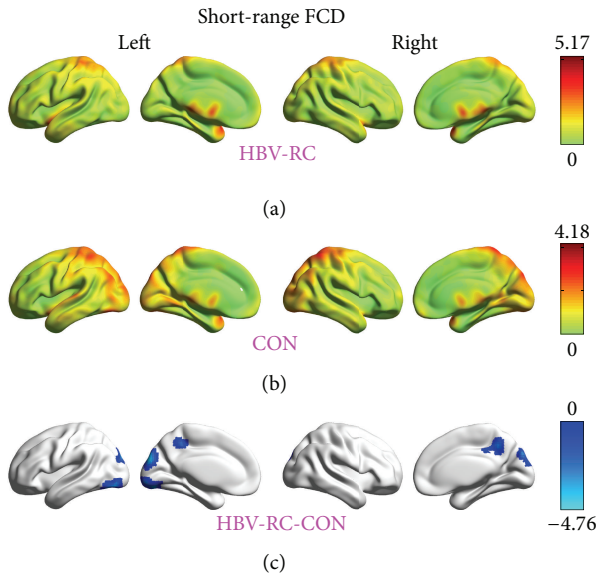 Short-range FCD
Left
Right
5.17
0
HBV-RC
(a)
4.18
0
CON
(b)
0
−4.76
HBV-RC-CON
(c)